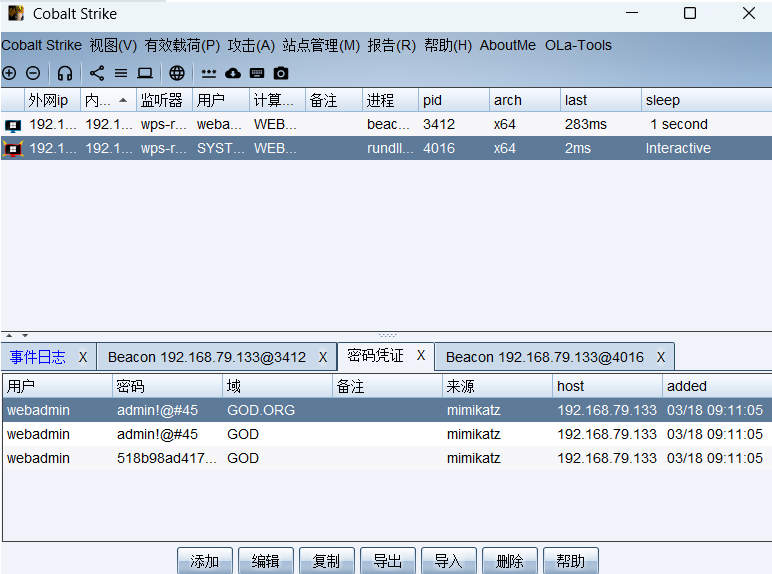 Cobalt Strike
Cobalt Strike 视图(V) 有效载荷(P) 攻击(A) 站点管理(M) 报告(R) 帮助(H) AboutMe OLa-Tools
外网ip 内... 监听器 用户 计算... 备注 进程 pid arch last sleep
192.1... 192.1... wps-r... weba... WEB... beac... 3412 x64 283ms 1 second
192.1... 192.1... wps-r... SYST... WEB... rundll... 4016 x64 2ms Interactive
事件日志 X Beacon 192.168.79.133@3412 X 密码凭证 X Beacon 192.168.79.133@4016 X
用户 密码 域 备注 来源 host added
webadmin admin!@#45 GOD.ORG mimikatz 192.168.79.133 03/18 09:11:05
webadmin admin!@#45 GOD mimikatz 192.168.79.133 03/18 09:11:05
webadmin 518b98ad417... GOD mimikatz 192.168.79.133 03/18 09:11:05
添加 编辑 复制 导出 导入 删除 帮助